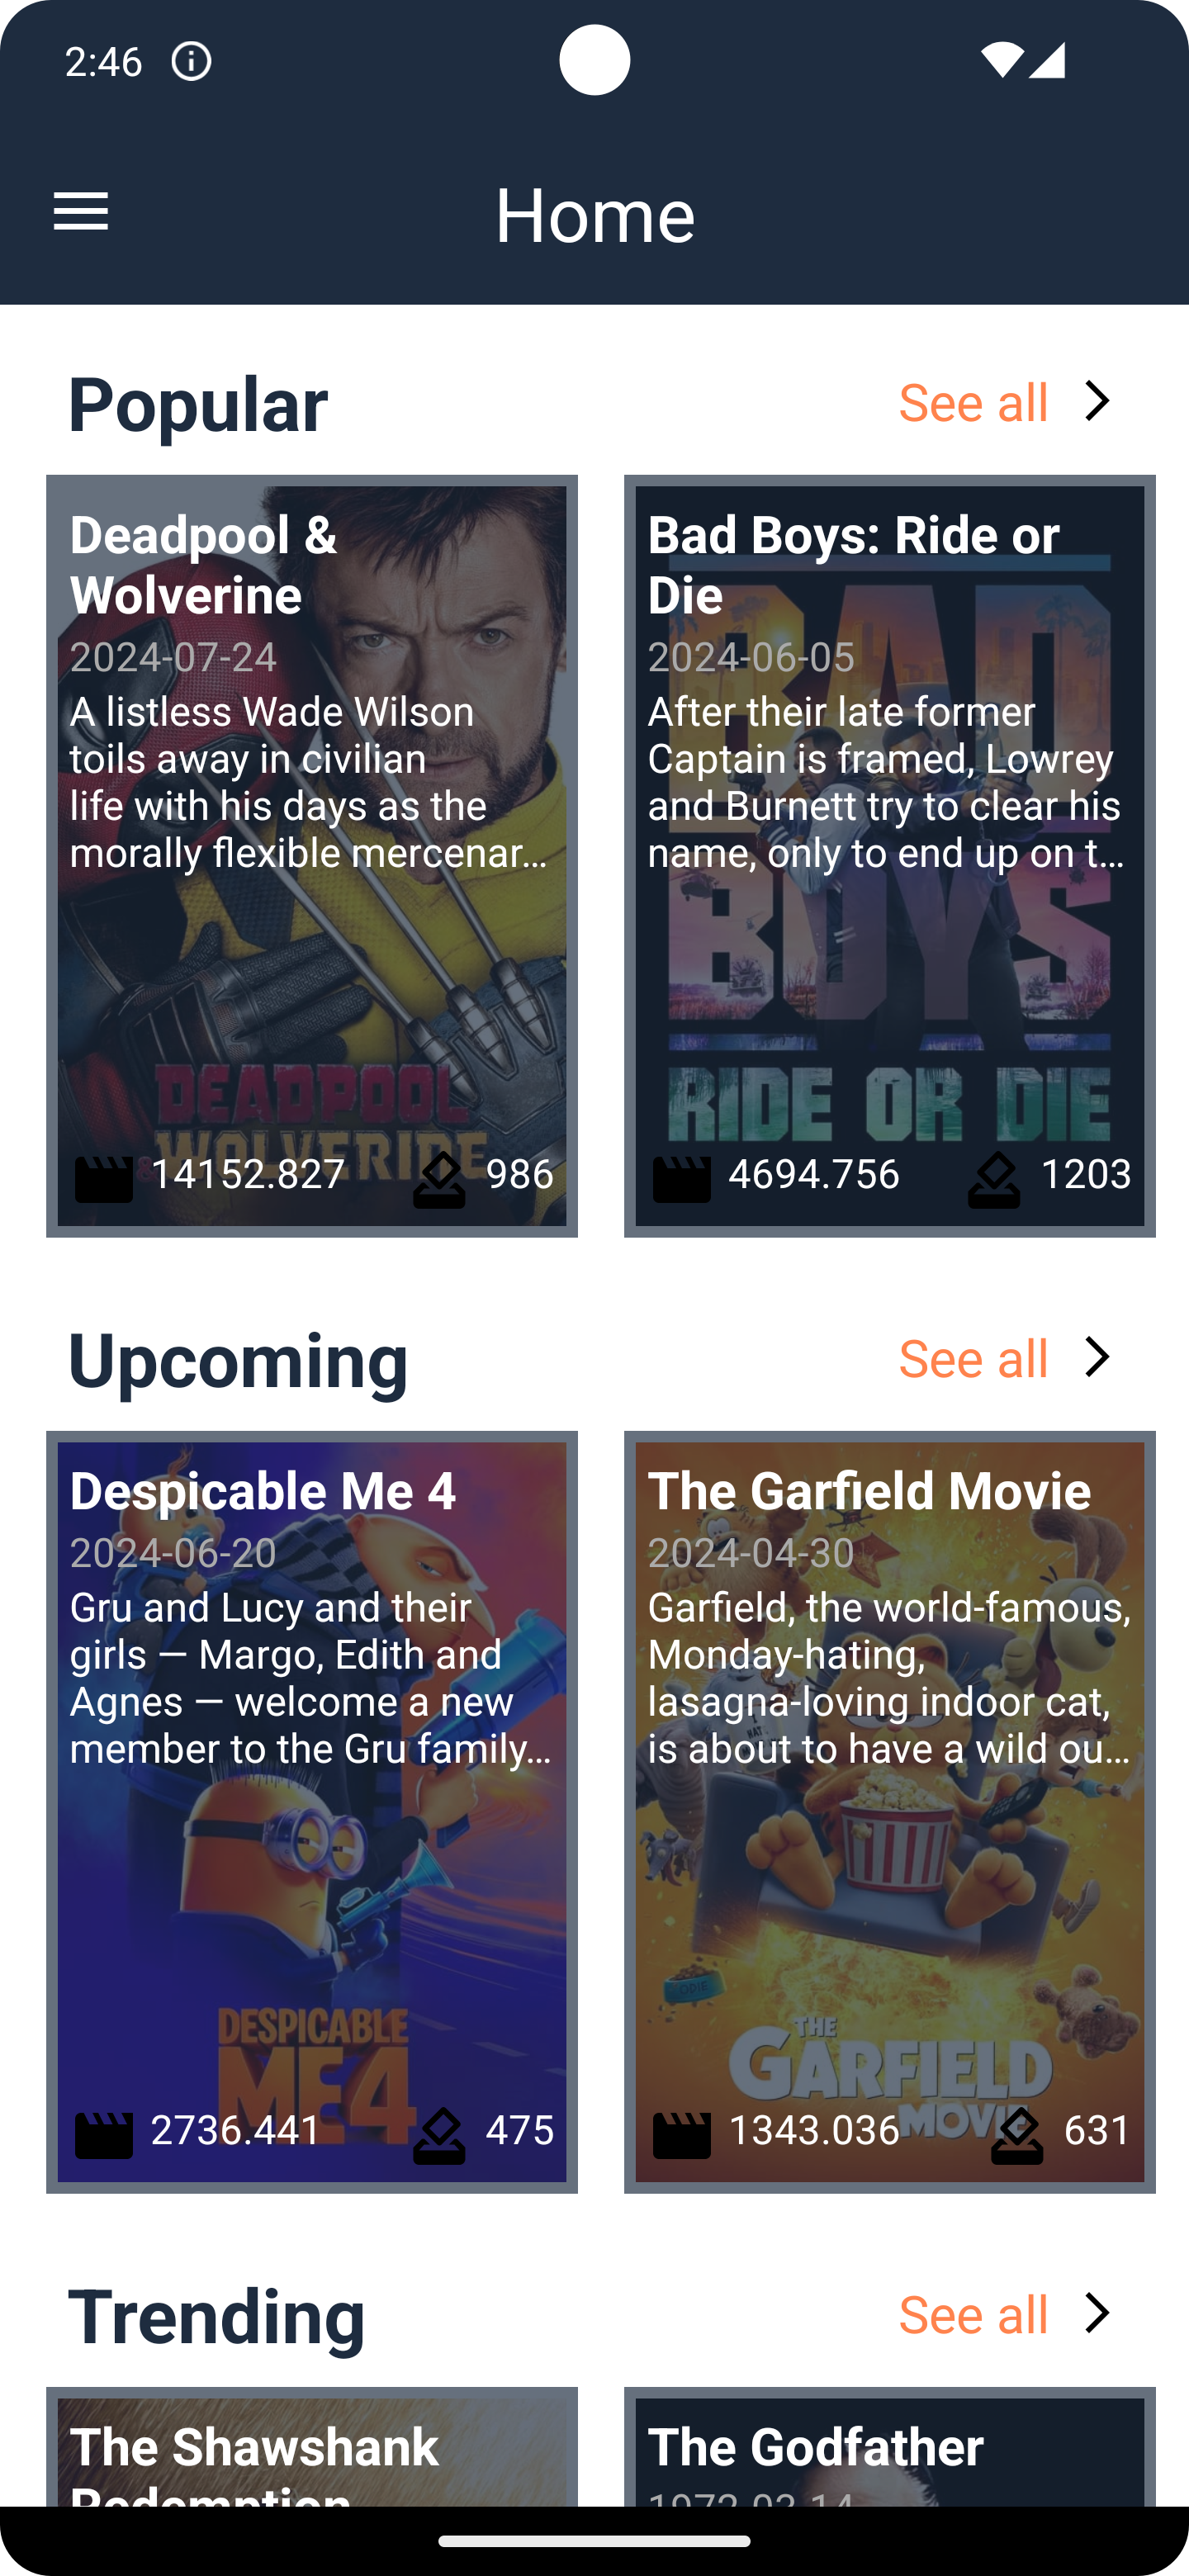 2:46
Home
Popular
See all
Deadpool &
Wolverine
2024-07-24
A listless Wade Wilson
toils away in civilian
life with his days as the
morally flexible mercenar...
DEADPOOL
& WOLVERINE
14152.827
986
Bad Boys: Ride or
Die
2024-06-05
After their late former
Captain is framed, Lowrey
and Burnett try to clear his
name, only to end up on t...
BAD
BOYS
RIDE OR DIE
4694.756
1203
Upcoming
See all
Despicable Me 4
2024-06-20
Gru and Lucy and their
girls — Margo, Edith and
Agnes — welcome a new
member to the Gru family...
DESPICABLE
ME 4
2736.441
475
The Garfield Movie
2024-04-30
Garfield, the world-famous,
Monday-hating,
lasagna-loving indoor cat,
is about to have a wild ou...
ODIE
THE
GARFIELD
MOVIE
1343.036
631
Trending
See all
The Shawshank
Redemption
The Godfather
1972-03-14